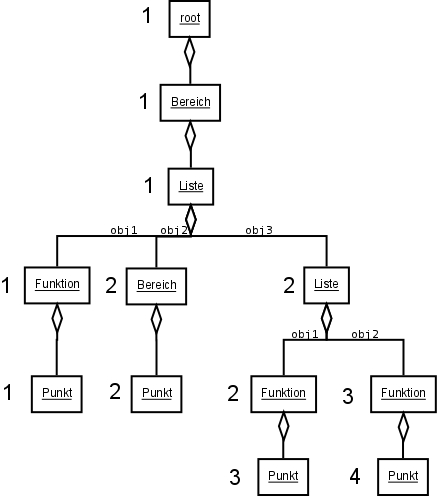 1 root
1 Bereich
1 Liste
obj1 obj2 obj3
1 Funktion 2 Bereich 2 Liste
obj1 obj2
1 Punkt 2 Punkt 2 Funktion 3 Funktion
3 Punkt 4 Punkt